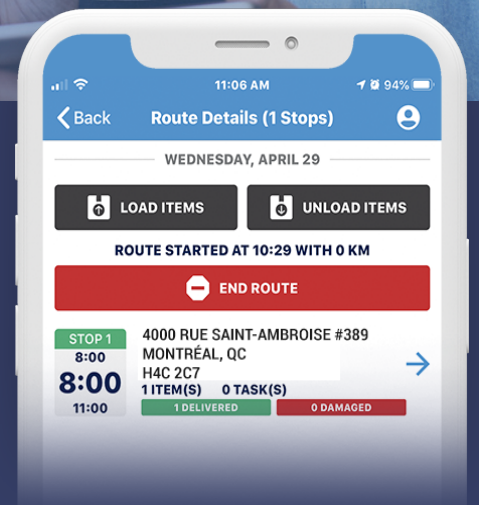 11:06 AM
94%
Back
Route Details (1 Stops)
WEDNESDAY, APRIL 29
LOAD ITEMS
UNLOAD ITEMS
ROUTE STARTED AT 10:29 WITH 0 KM
END ROUTE
STOP 1
8:00
8:00
11:00
4000 RUE SAINT-AMBROISE #389
MONTRÉAL, QC
H4C 2C7
1 ITEM(S) 0 TASK(S)
1 DELIVERED
0 DAMAGED